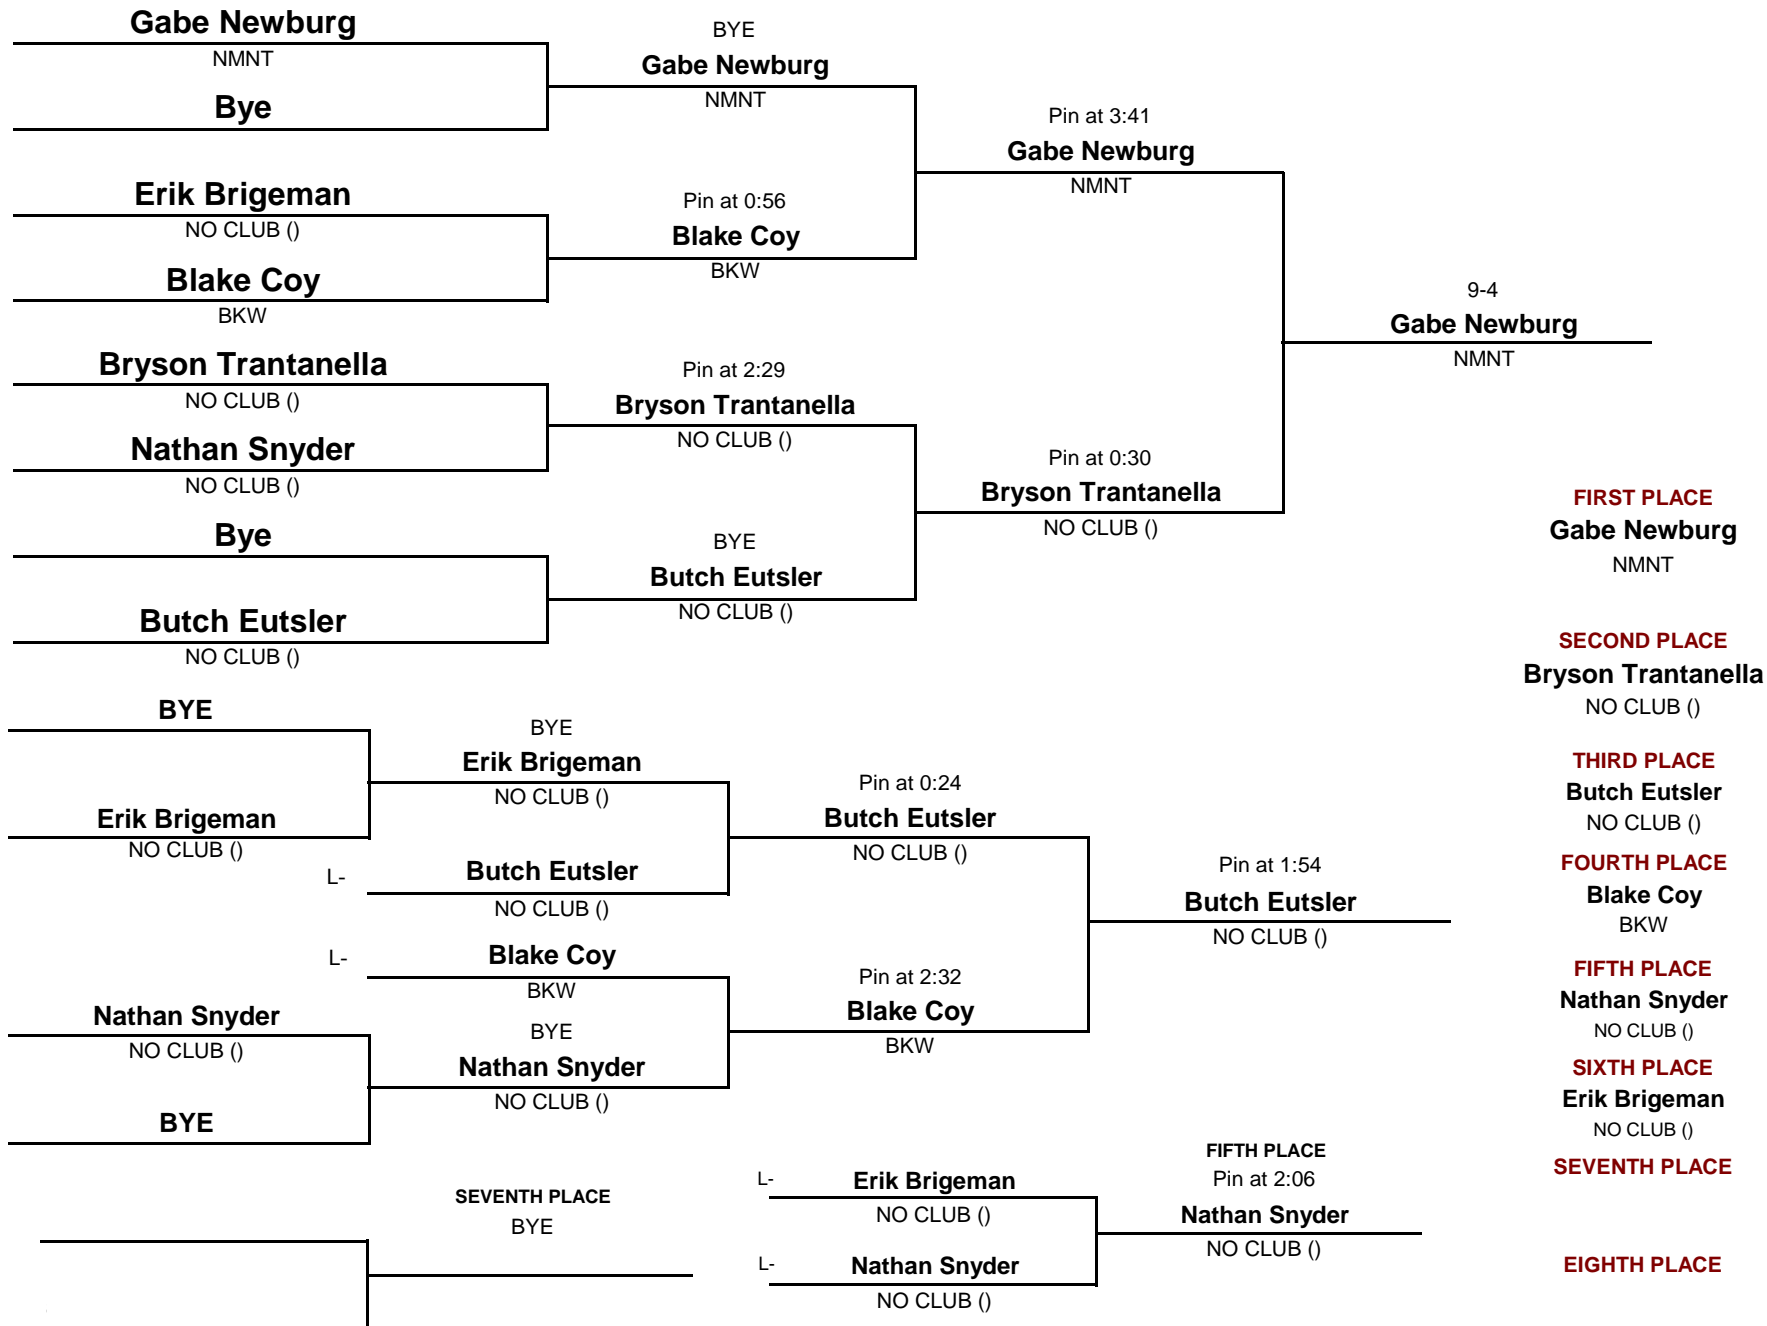 Gabe Newburg
NMNT
Bye
Erik Brigeman
NO CLUB ()
Blake Coy
BKW
Bryson Trantanella
NO CLUB ()
Nathan Snyder
NO CLUB ()
Bye
Butch Eutsler
NO CLUB ()
BYE
Gabe Newburg
NMNT
Pin at 0:56
Blake Coy
BKW
Pin at 2:29
Bryson Trantanella
NO CLUB ()
BYE
Butch Eutsler
NO CLUB ()
Pin at 3:41
Gabe Newburg
NMNT
Pin at 0:30
Bryson Trantanella
NO CLUB ()
9-4
Gabe Newburg
NMNT
BYE
Erik Brigeman
NO CLUB ()
Nathan Snyder
NO CLUB ()
BYE
BYE
Erik Brigeman
NO CLUB ()
L-
Butch Eutsler
NO CLUB ()
L-
Blake Coy
BKW
BYE
Nathan Snyder
NO CLUB ()
Pin at 0:24
Butch Eutsler
NO CLUB ()
Pin at 2:32
Blake Coy
BKW
Pin at 1:54
Butch Eutsler
NO CLUB ()
SEVENTH PLACE
BYE
L-
Erik Brigeman
NO CLUB ()
L-
Nathan Snyder
NO CLUB ()
FIFTH PLACE
Pin at 2:06
Nathan Snyder
NO CLUB ()
FIRST PLACE
Gabe Newburg
NMNT
SECOND PLACE
Bryson Trantanella
NO CLUB ()
THIRD PLACE
Butch Eutsler
NO CLUB ()
FOURTH PLACE
Blake Coy
BKW
FIFTH PLACE
Nathan Snyder
NO CLUB ()
SIXTH PLACE
Erik Brigeman
NO CLUB ()
SEVENTH PLACE
EIGHTH PLACE